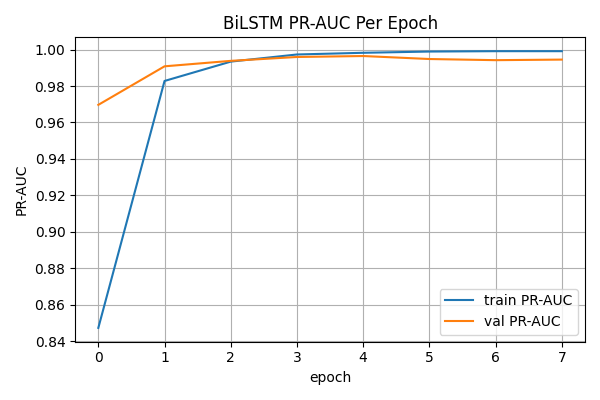 BiLSTM PR-AUC Per Epoch
PR-AUC
1.00
0.98
0.96
0.94
0.92
0.90
0.88
0.86
0.84
0 1 2 3 4 5 6 7
epoch
train PR-AUC
val PR-AUC